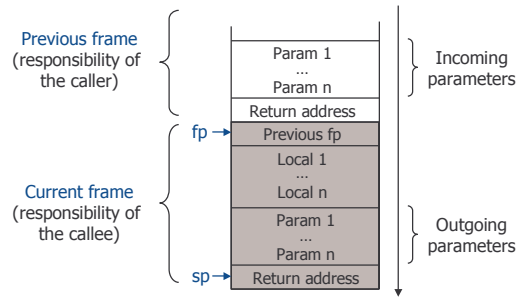 Previous frame
(responsibility of
the caller)
Param 1
...
Param n
Incoming
parameters
Return address
fp
Previous fp
Local 1
...
Local n
Current frame
(responsibility of
the callee)
Param 1
...
Param n
Outgoing
parameters
sp
Return address